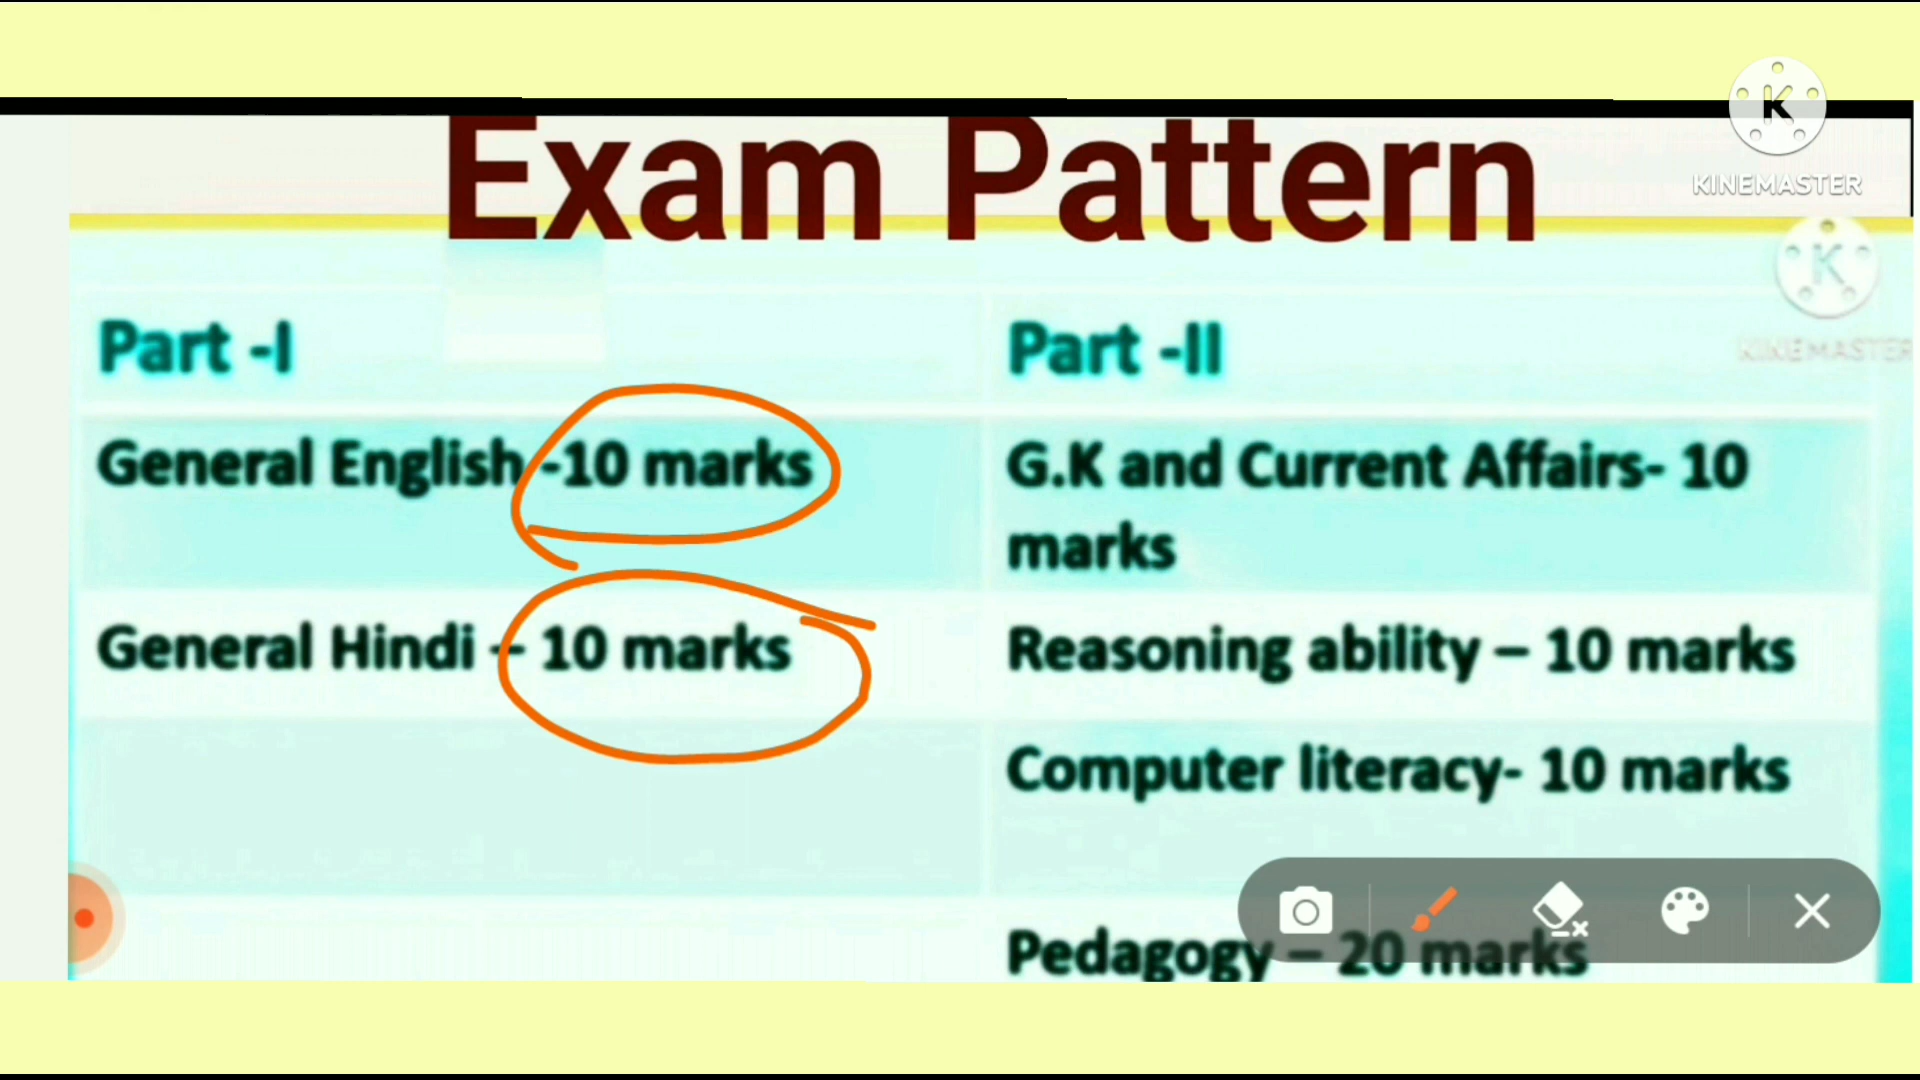 Exam Pattern
KINEMASTER
KINEMASTER
Part -I
Part -II
General English -10 marks
G.K and Current Affairs- 10
marks
General Hindi – 10 marks
Reasoning ability – 10 marks
Computer literacy- 10 marks
Pedagogy – 20 marks